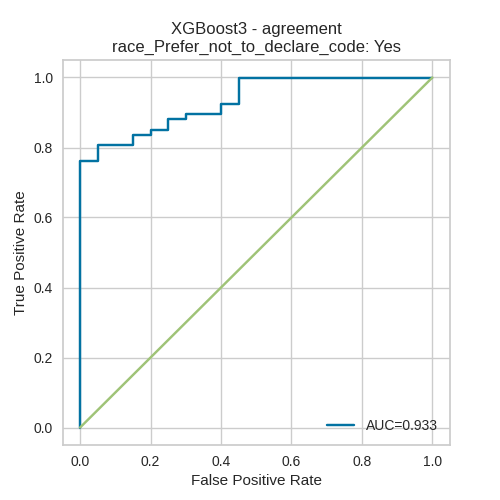 XGBoost3 - agreement
race_Prefer_not_to_declare_code: Yes
1.0
0.8
0.6
0.4
0.2
0.0
True Positive Rate
AUC=0.933
0.0 0.2 0.4 0.6 0.8 1.0
False Positive Rate